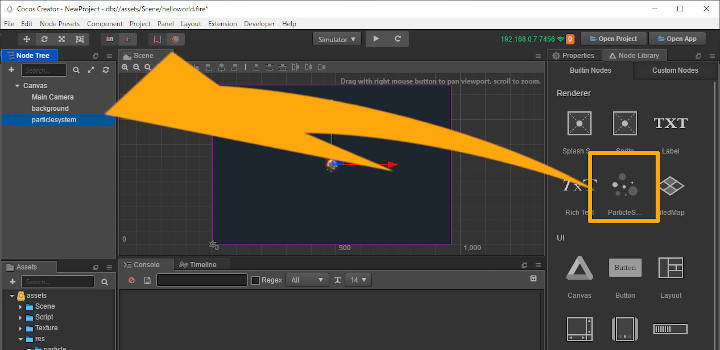 Cocos Creator - NewProject - db://assets/Scene/helloworld.fire*
File Edit Node Presets Component Project Panel Layout Extension Developer Help
Simulator
192.168.0.7:7456
0
Open Project
Open App
Node Tree
Scene
Properties
Node Library
Search...
Builtin Nodes
Custom Nodes
Drag with right mouse button to pan viewport, scroll to zoom.
Canvas
Main Camera
background
particlesystem
Renderer
TXT
Splash S...
Label
TxT
Rich Text
ParticleS...
TiledMap
0
0
500
1,000
UI
Button
Canvas
Button
Layout
Assets
Console
Timeline
Search...
Regex
All
14
assets
Scene
Script
Texture
res
particle